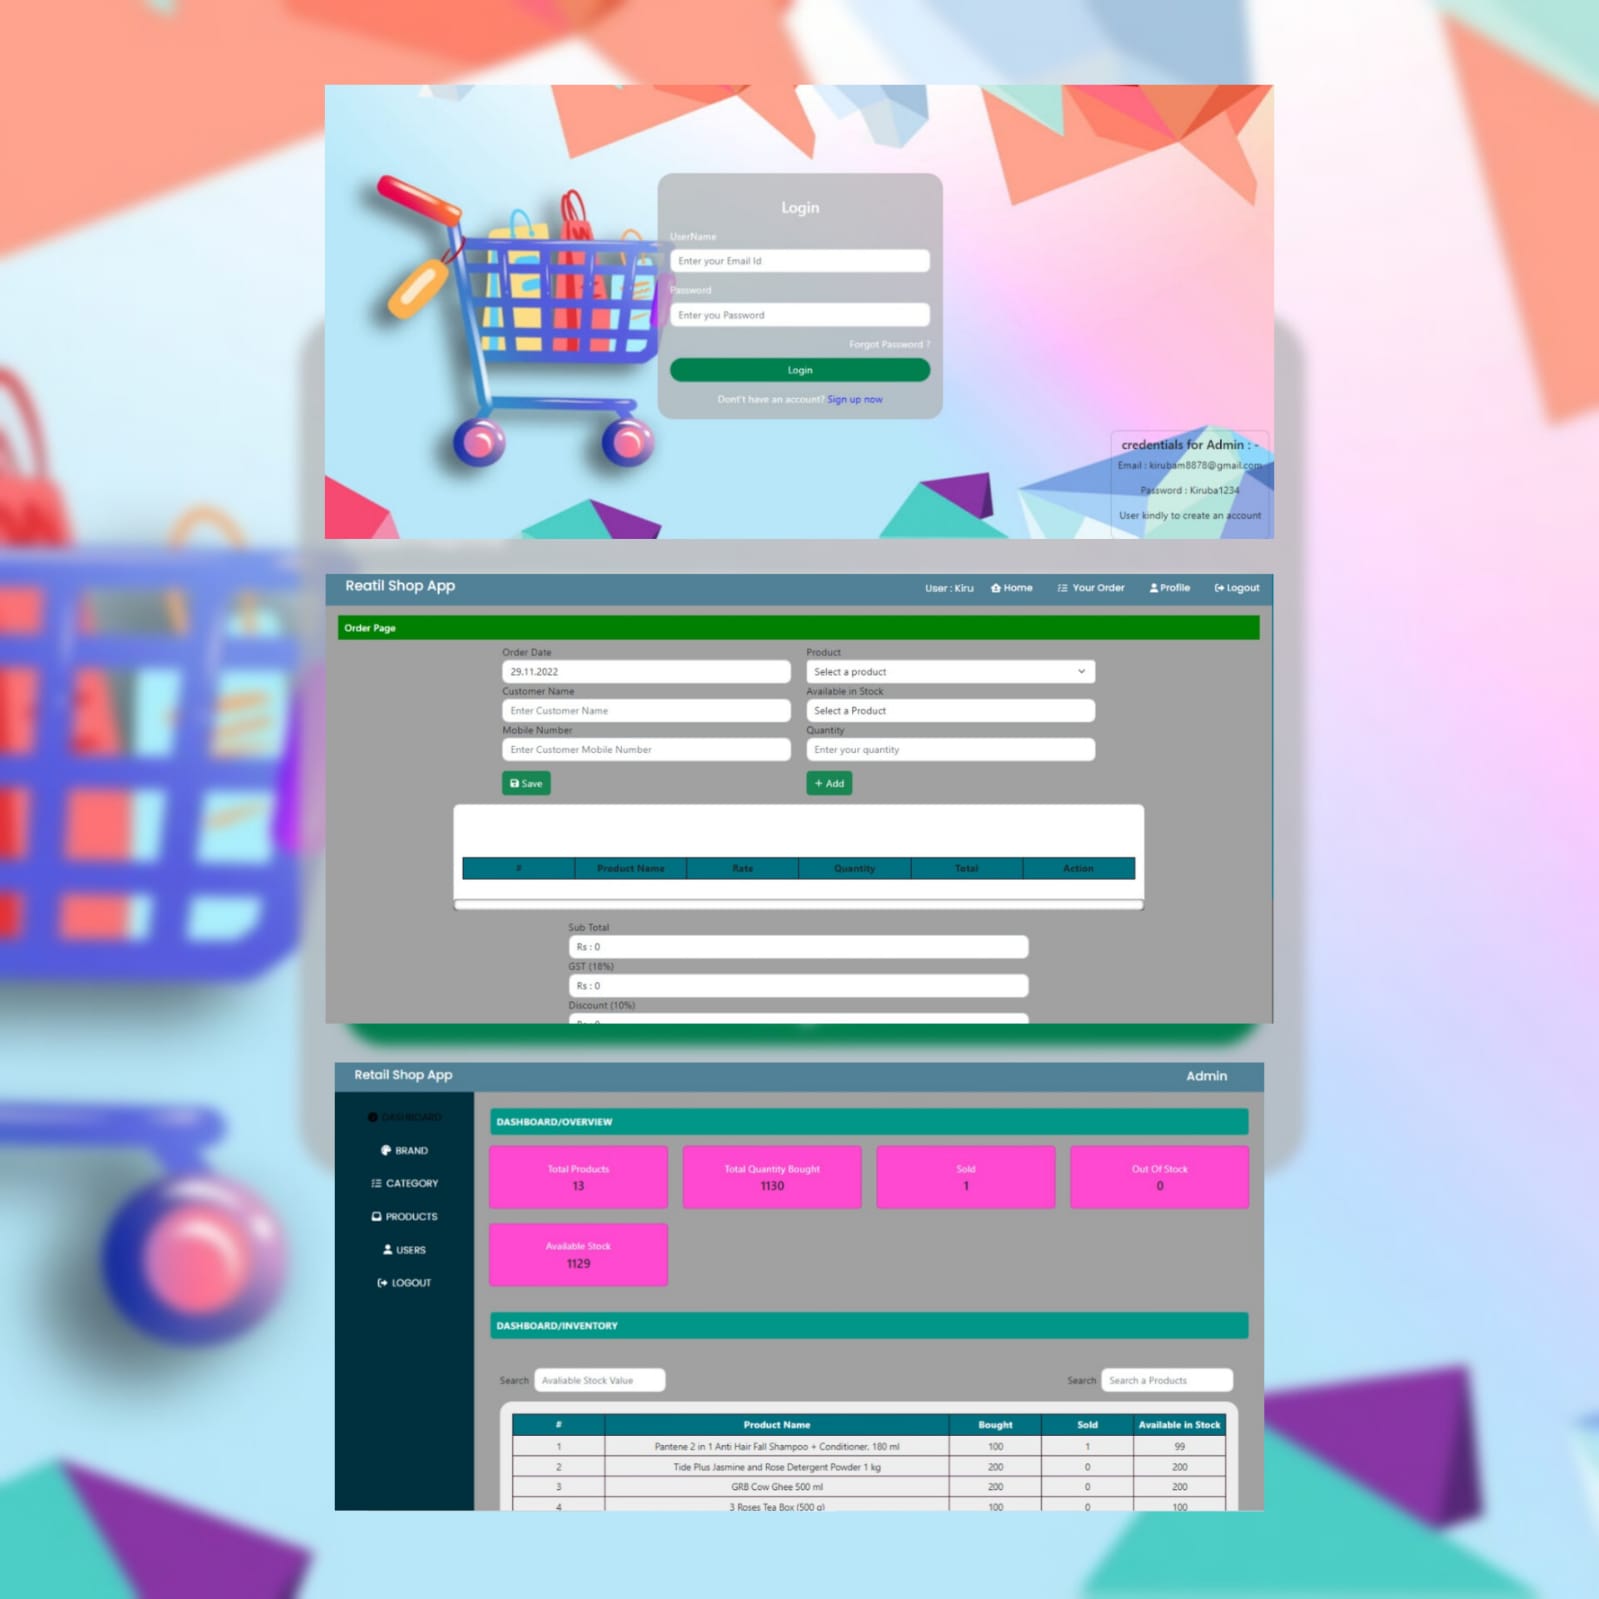 Login
UserName
Enter your Email Id
Password
Enter you Password
Forgot Password ?
Login
Dont't have an account? Sign up now
credentials for Admin : -
Email : kirubam8878@gmail.com
Password : Kiruba1234
User kindly to create an account
Reatil Shop App
User : Kiru Home Your Order Profile Logout
Order Page
Order Date Product
29.11.2022 Select a product
Customer Name Available in Stock
Enter Customer Name Select a Product
Mobile Number Quantity
Enter Customer Mobile Number Enter your quantity
Save + Add
# Product Name Rate Quantity Total Action
Sub Total
Rs : 0
GST (18%)
Rs : 0
Discount (10%)
Rs : 0
Retail Shop App Admin
DASHBOARD
BRAND
CATEGORY
PRODUCTS
USERS
LOGOUT
DASHBOARD/OVERVIEW
Total Products Total Quantity Bought Sold Out Of Stock
13 1130 1 0
Available Stock
1129
DASHBOARD/INVENTORY
Search Avaliable Stock Value Search Search a Products
# Product Name Bought Sold Available in Stock
1 Pantene 2 in 1 Anti Hair Fall Shampoo + Conditioner, 180 ml 100 1 99
2 Tide Plus Jasmine and Rose Detergent Powder 1 kg 200 0 200
3 GRB Cow Ghee 500 ml 200 0 200
4 3 Roses Tea Box (500 g) 100 0 100